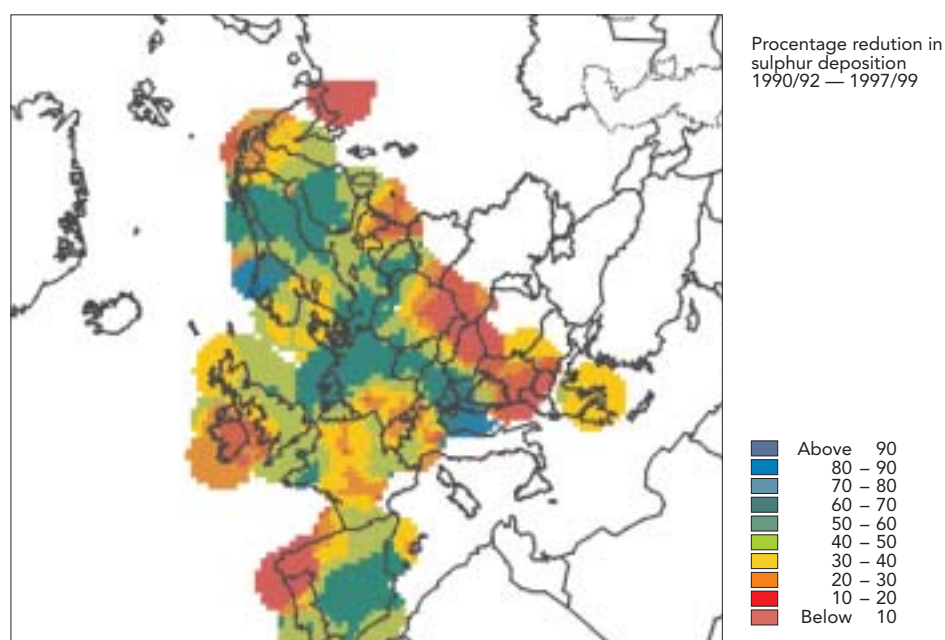 Procentage redution in
sulphur deposition
1990/92 — 1997/99
Above 90
80 – 90
70 – 80
60 – 70
50 – 60
40 – 50
30 – 40
20 – 30
10 – 20
Below 10